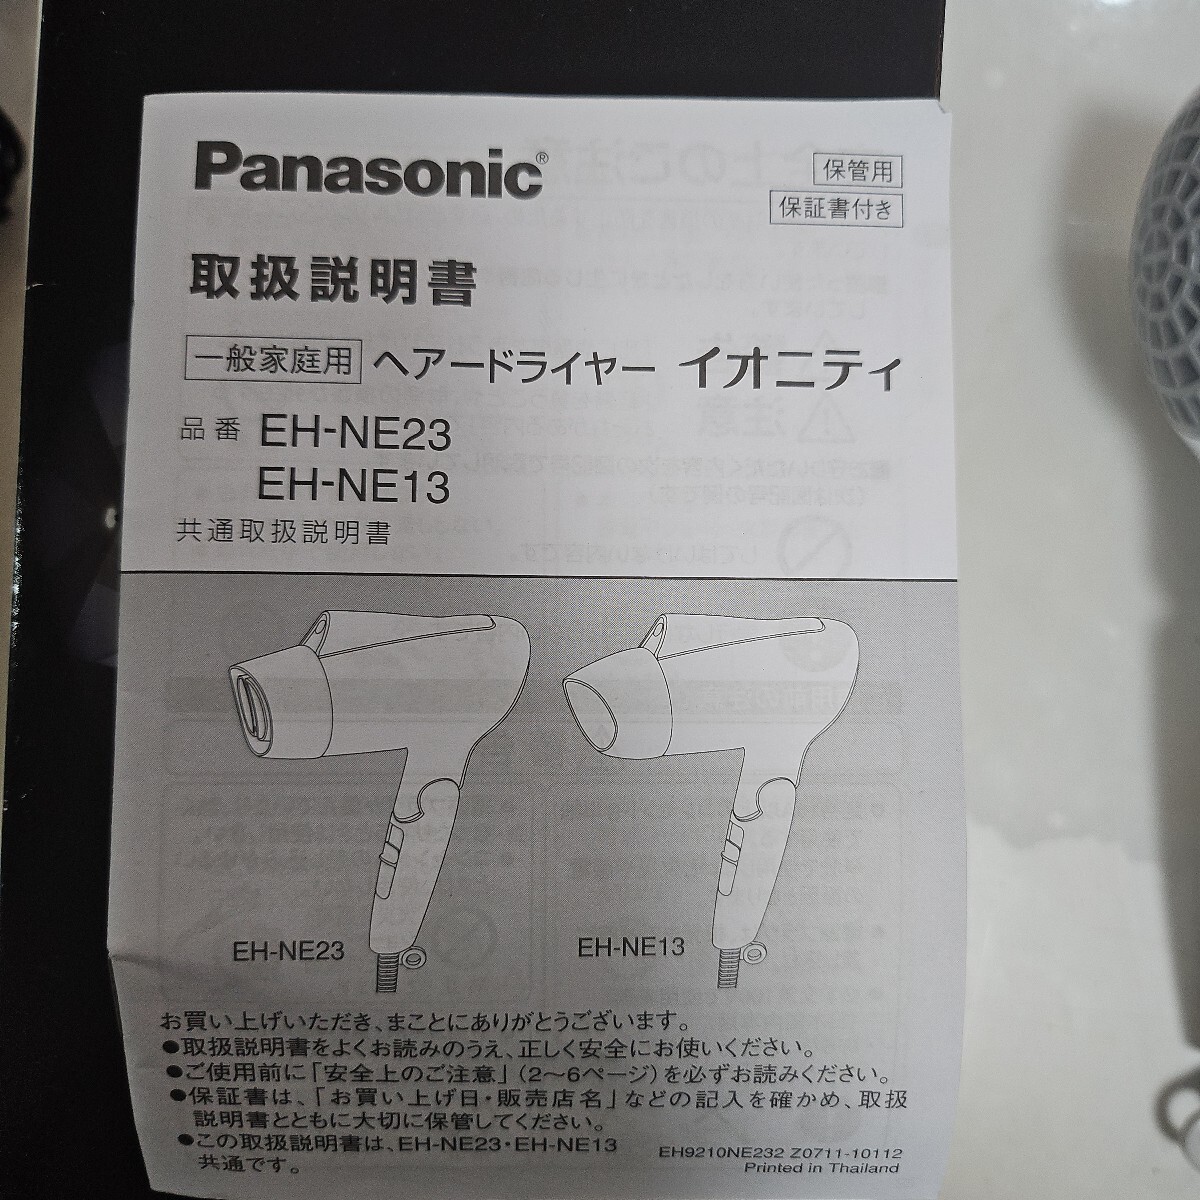 Panasonic®
保管用
保証書付き
取扱説明書
一般家庭用 ヘアードライヤー イオニティ
品番 EH-NE23
EH-NE13
共通取扱説明書
EH-NE23
EH-NE13
お買い上げいただき、まことにありがとうございます。
●取扱説明書をよくお読みのうえ、正しく安全にお使いください。
●ご使用前に「安全上のご注意」(2〜6ページ)を必ずお読みください。
●保証書は、「お買い上げ日・販売店名」などの記入を確かめ、取扱
説明書とともに大切に保管してください。
●この取扱説明書は、EH-NE23・EH-NE13
共通です。
EH9210NE232 Z0711-10112
Printed in Thailand